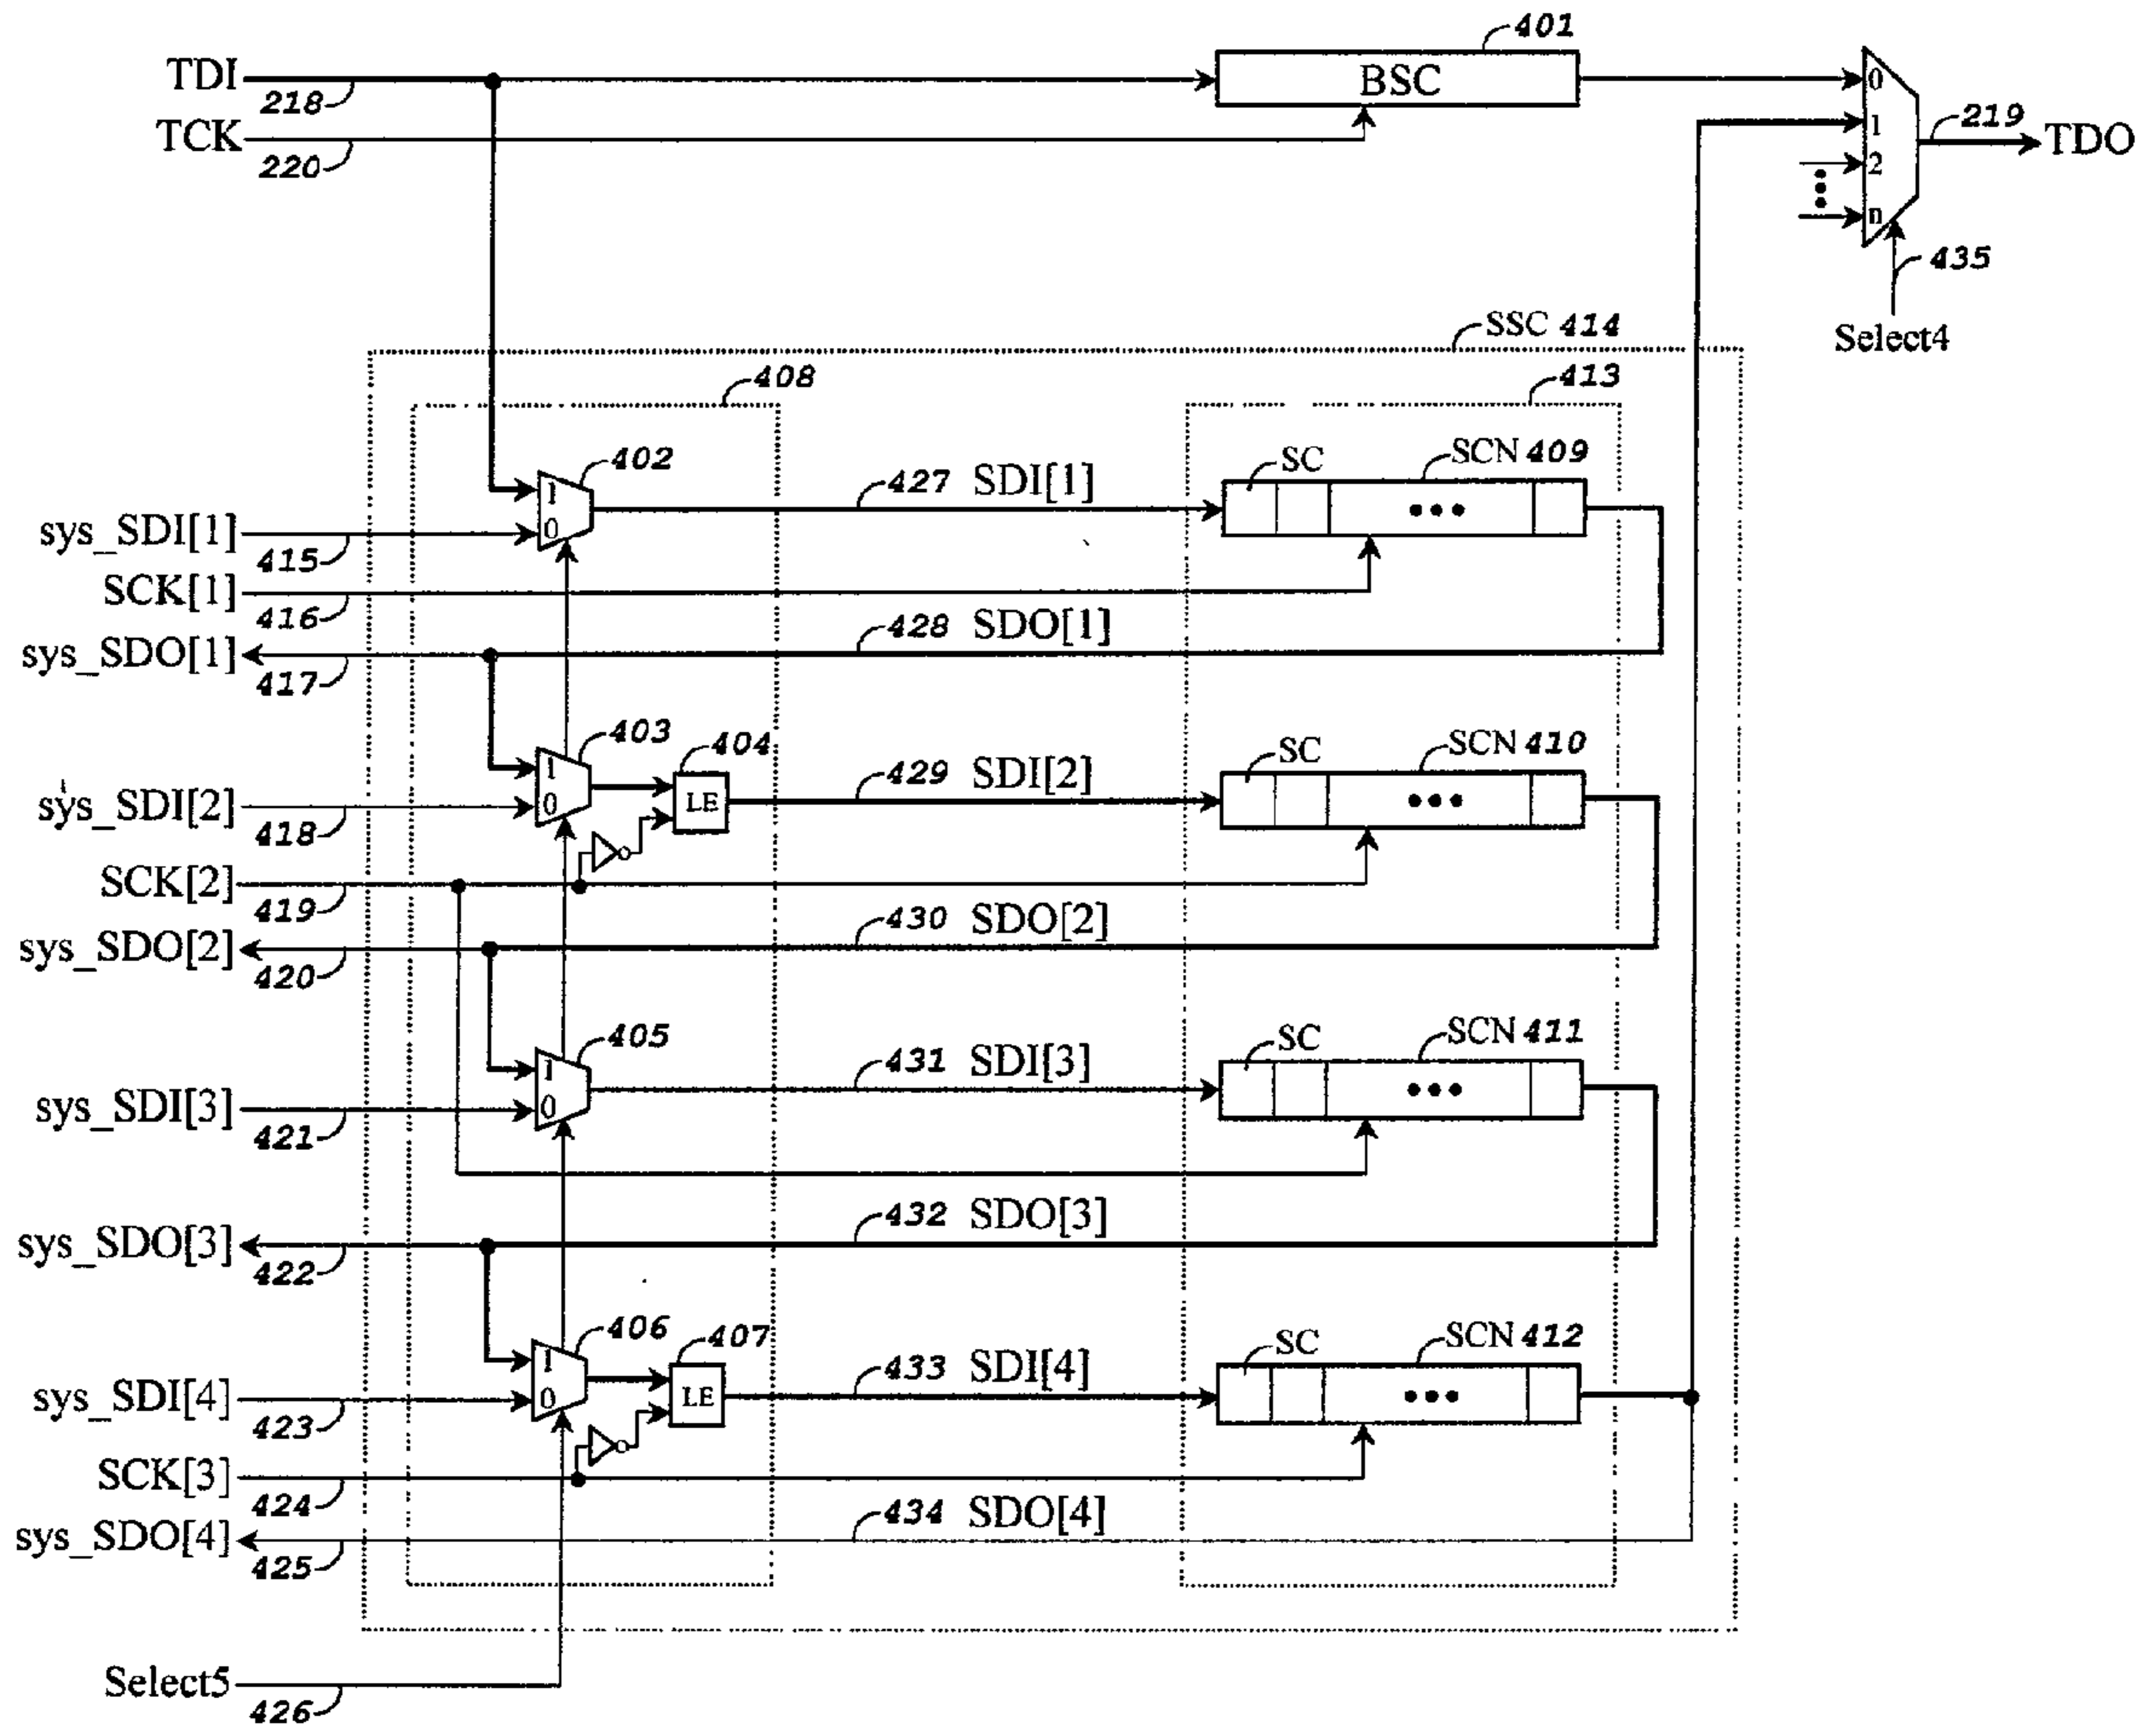 401
TDI
218
BSC
0
TCK
220
1
219
TDO
2
n
435
Select4
SSC 414
408
413
402
1
0
427 SDI[1]
SC
SCN 409
sys_SDI[1]
415
SCK[1]
416
428 SDO[1]
sys_SDO[1]
417
403
404
1
0
LE
429 SDI[2]
SC
SCN 410
sys_SDI[2]
418
SCK[2]
419
430 SDO[2]
sys_SDO[2]
420
405
1
0
431 SDI[3]
SC
SCN 411
sys_SDI[3]
421
432 SDO[3]
sys_SDO[3]
422
406
407
1
0
LE
433 SDI[4]
SC
SCN 412
sys_SDI[4]
423
SCK[3]
424
434 SDO[4]
sys_SDO[4]
425
Select5
426